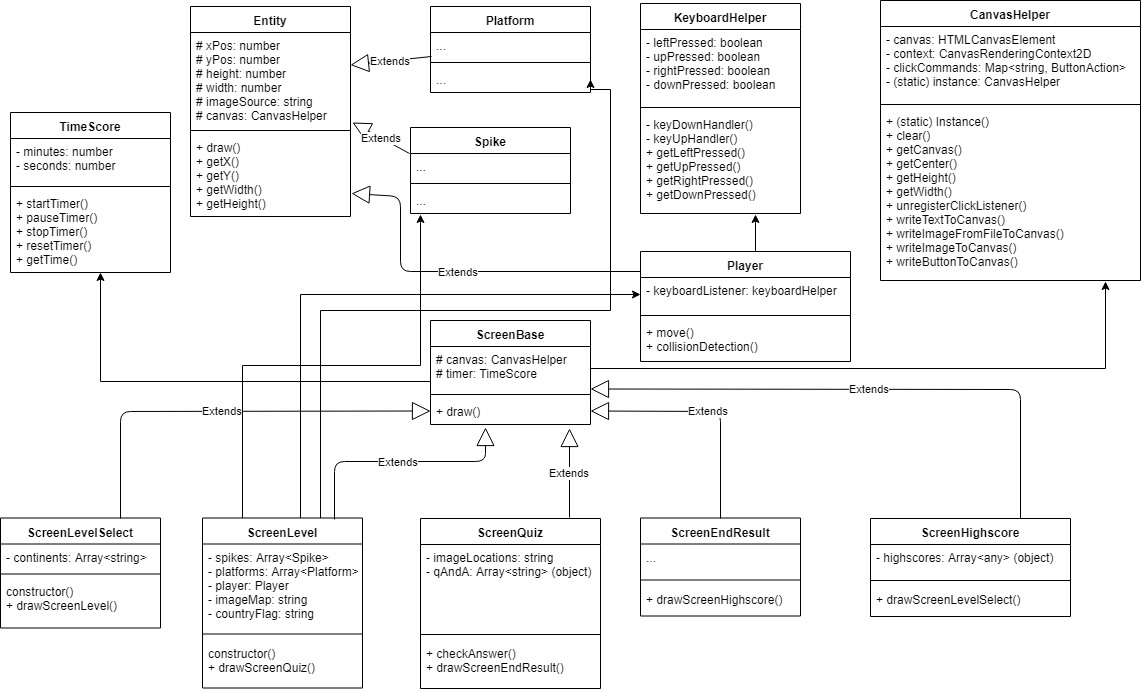 Entity
# xPos: number
# yPos: number
# height: number
# width: number
# imageSource: string
# canvas: CanvasHelper
+ draw()
+ getX()
+ getY()
+ getWidth()
+ getHeight()
Platform
...
...
KeyboardHelper
- leftPressed: boolean
- upPressed: boolean
- rightPressed: boolean
- downPressed: boolean
- keyDownHandler()
- keyUpHandler()
+ getLeftPressed()
+ getUpPressed()
+ getRightPressed()
+ getDownPressed()
CanvasHelper
- canvas: HTMLCanvasElement
- context: CanvasRenderingContext2D
- clickCommands: Map<string, ButtonAction>
- (static) instance: CanvasHelper
+ (static) Instance()
+ clear()
+ getCanvas()
+ getCenter()
+ getHeight()
+ getWidth()
+ unregisterClickListener()
+ writeTextToCanvas()
+ writeImageFromFileToCanvas()
+ writeImageToCanvas()
+ writeButtonToCanvas()
Extends
TimeScore
- minutes: number
- seconds: number
+ startTimer()
+ pauseTimer()
+ stopTimer()
+ resetTimer()
+ getTime()
Extends
Spike
...
...
Extends
Player
- keyboardListener: keyboardHelper
+ move()
+ collisionDetection()
ScreenBase
# canvas: CanvasHelper
# timer: TimeScore
+ draw()
Extends
Extends
Extends
Extends
Extends
ScreenLevelSelect
- continents: Array<string>
constructor()
+ drawScreenLevel()
ScreenLevel
- spikes: Array<Spike>
- platforms: Array<Platform>
- player: Player
- imageMap: string
- countryFlag: string
constructor()
+ drawScreenQuiz()
ScreenQuiz
- imageLocations: string
- qAndA: Array<string> (object)
+ checkAnswer()
+ drawScreenEndResult()
ScreenEndResult
...
+ drawScreenHighscore()
ScreenHighscore
- highscores: Array<any> (object)
+ drawScreenLevelSelect()